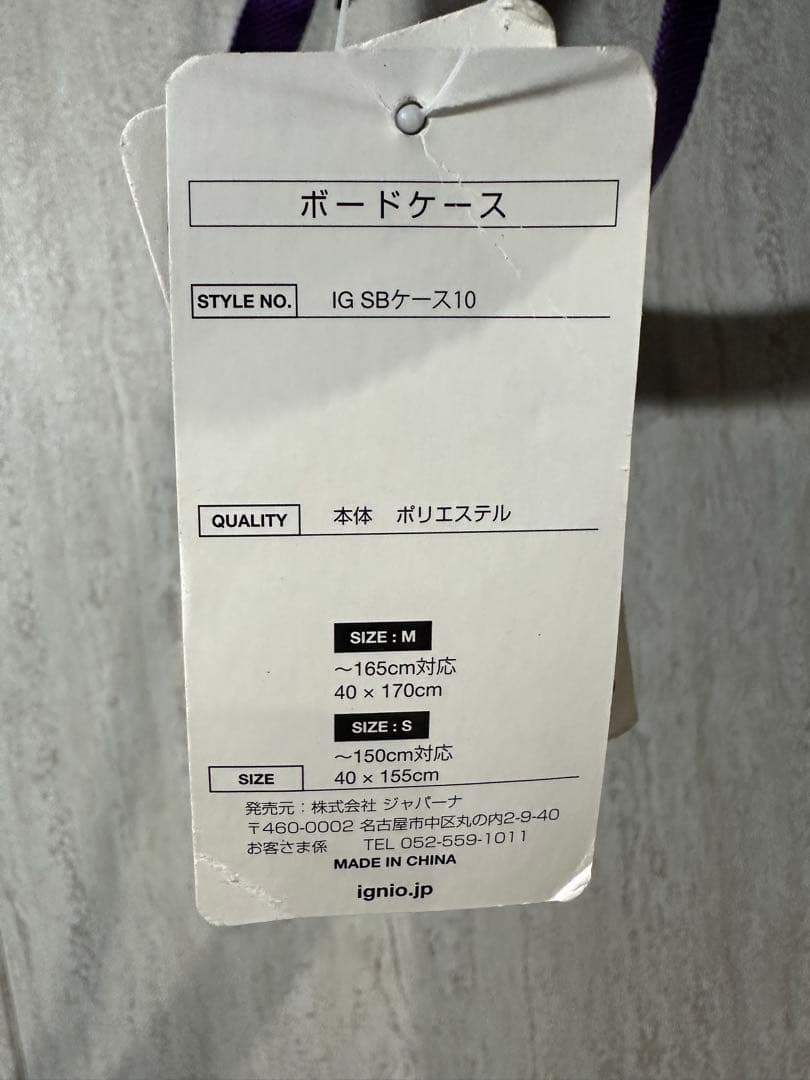 ボードケース
STYLE NO. IG SBケース10
QUALITY 本体 ポリエステル
SIZE : M
～165cm対応
40 × 170cm
SIZE : S
～150cm対応
SIZE 40 × 155cm
発売元：株式会社 ジャパーナ
〒460-0002 名古屋市中区丸の内2-9-40
お客さま係 TEL 052-559-1011
MADE IN CHINA
ignio.jp